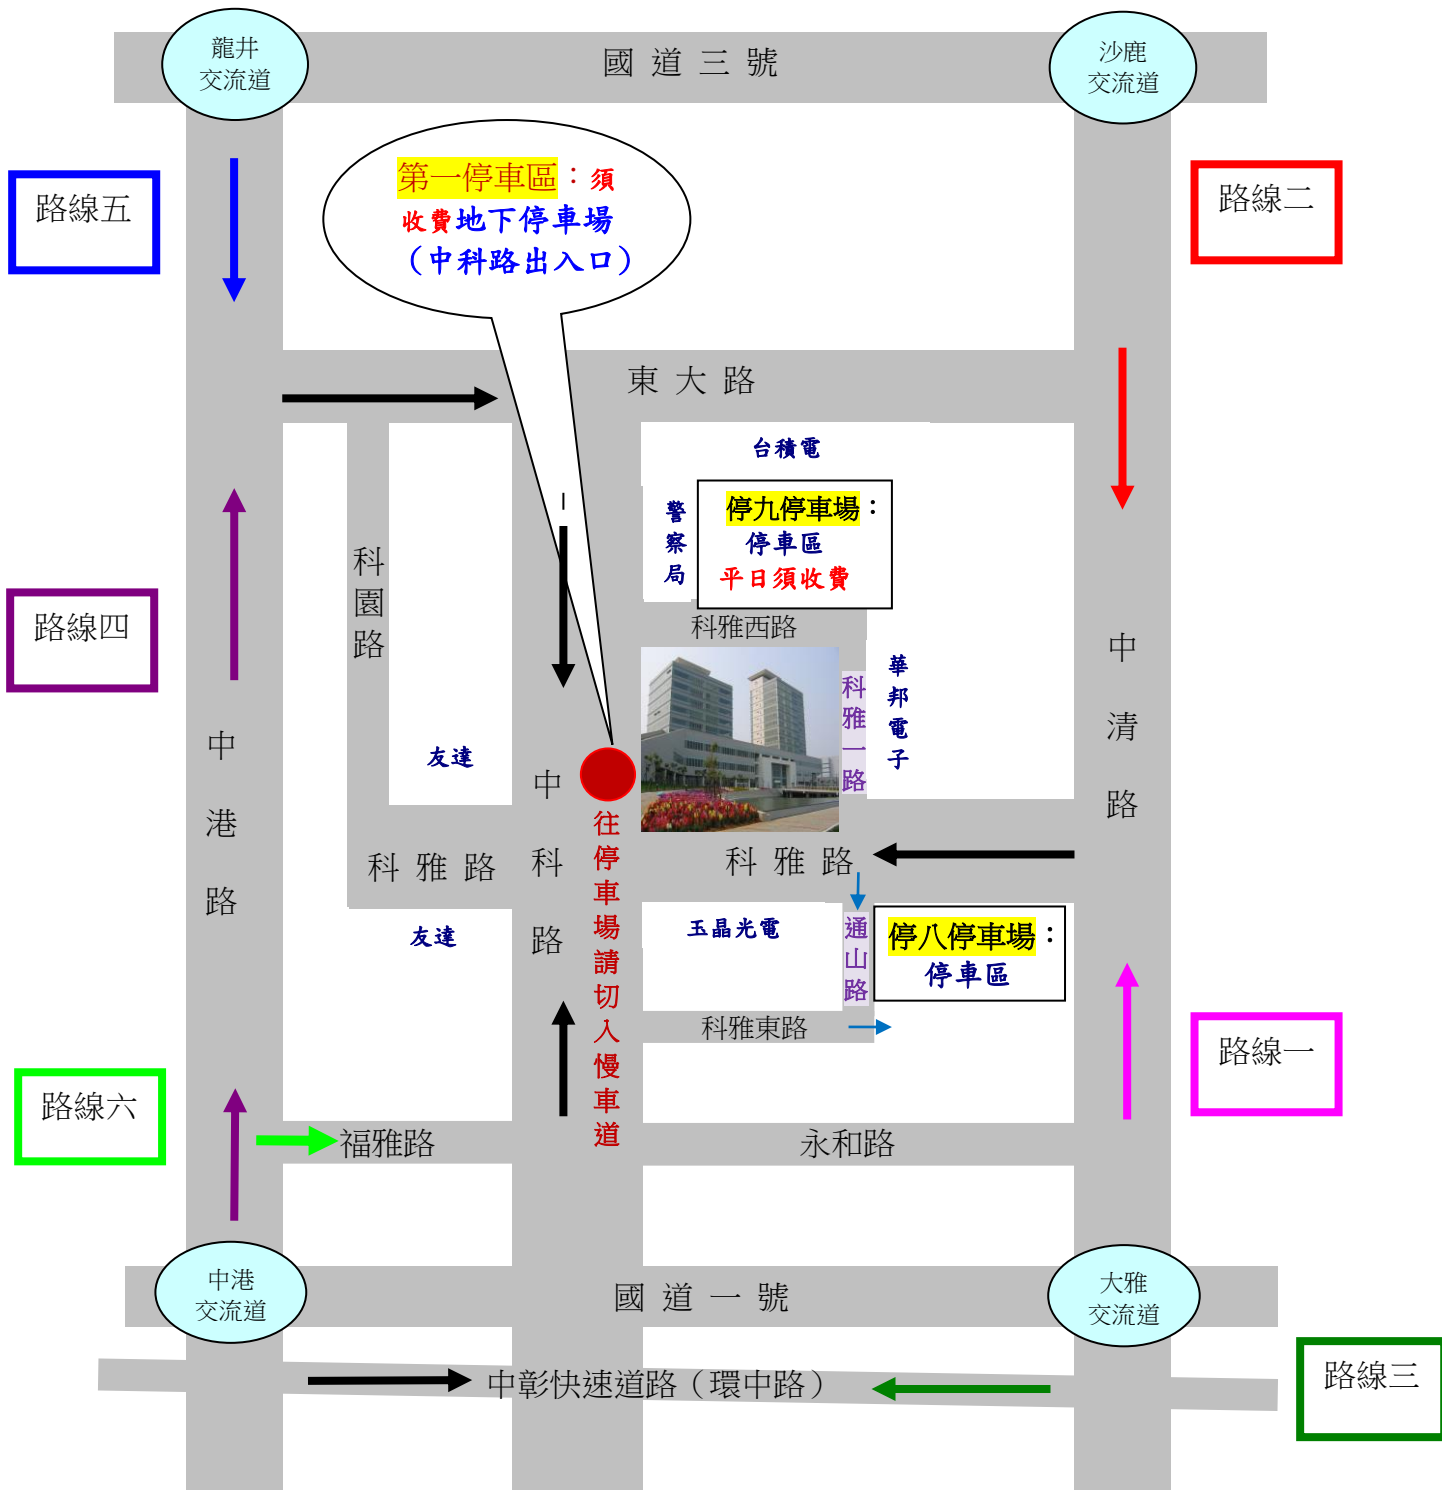 龍井
交流道
國道三號
沙鹿
交流道
第一停車區：須
收費地下停車場
（中科路出入口）
路線五
路線二
東大路
台積電
警察局
停九停車場：
停車區
平日須收費
科園路
科雅西路
路線四
中清路
華邦電子
科雅一路
中港路
友達
中科路
往停車場請切入慢車道
科雅路
科雅路
友達
玉晶光電
通山路
停八停車場：
停車區
科雅東路
路線一
路線六
福雅路
永和路
中港
交流道
國道一號
大雅
交流道
中彰快速道路（環中路）
路線三